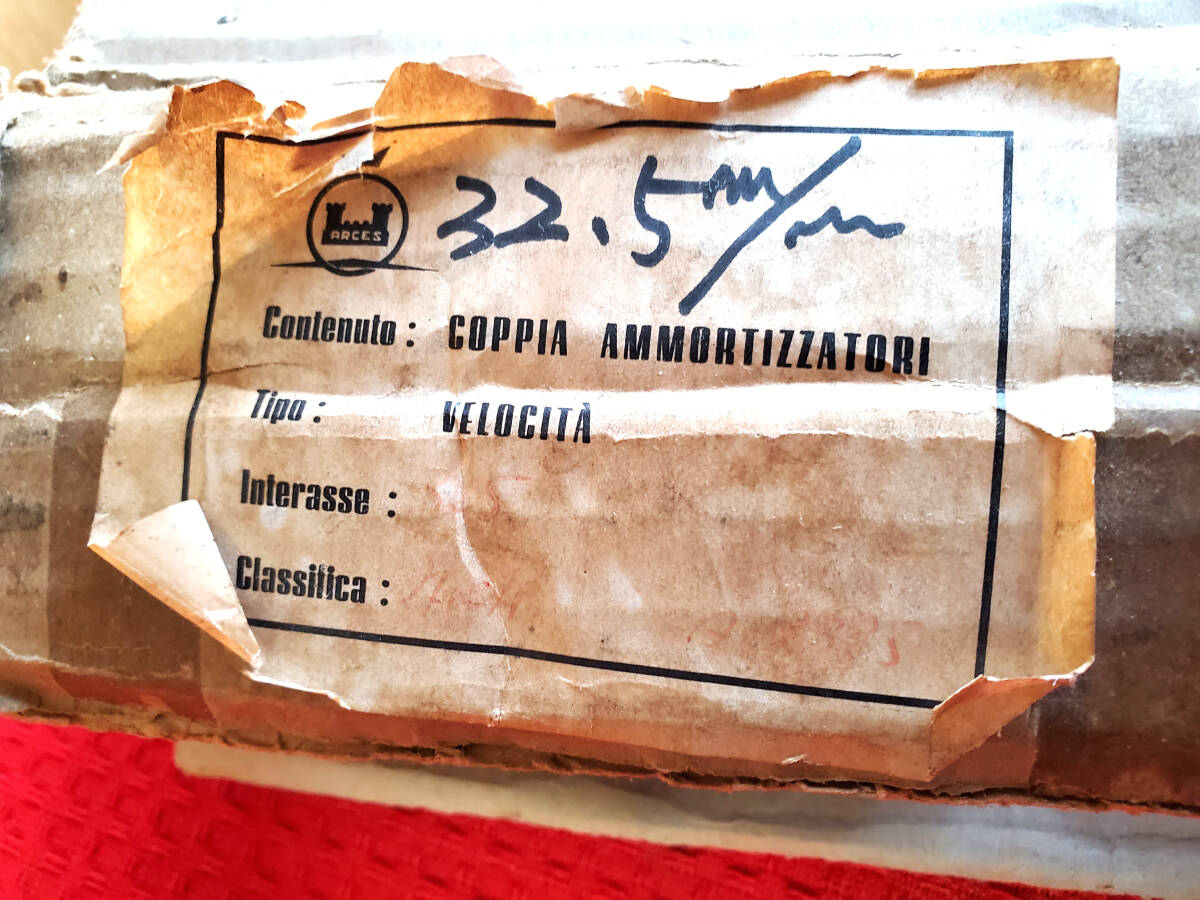 ARCES
32.5 m/m
Contenuto : COPPIA AMMORTIZZATORI
Tipo : VELOCITÀ
Interasse :
Classifica :